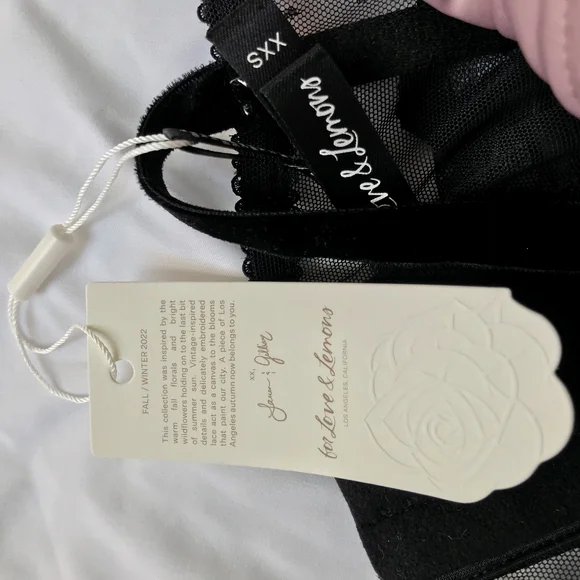 XXS
ve & Lemons
FALL / WINTER 2022
This collection was inspired by the
warm fall florals and bright
wildflowers holding on to the last bit
of summer sun. Vintage-inspired
details and delicately embroidered
lace act as a canvas to the blooms
that paint our city. A piece of Los
Angeles autumn now belongs to you.
XX,
for Love & Lemons
LOS ANGELES, CALIFORNIA